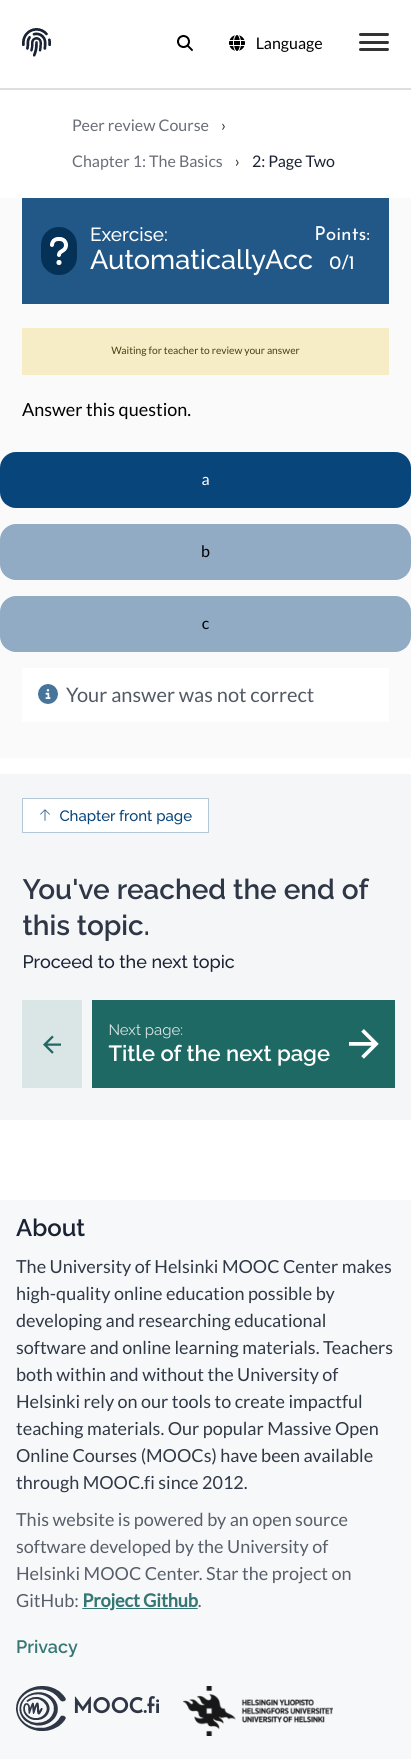 Language
Peer review Course ›
Chapter 1: The Basics › 2: Page Two
Exercise:
AutomaticallyAcc
Points:
0/1
Waiting for teacher to review your answer
Answer this question.
a
b
c
Your answer was not correct
Chapter front page
You've reached the end of
this topic.
Proceed to the next topic
Next page:
Title of the next page
About
The University of Helsinki MOOC Center makes
high-quality online education possible by
developing and researching educational
software and online learning materials. Teachers
both within and without the University of
Helsinki rely on our tools to create impactful
teaching materials. Our popular Massive Open
Online Courses (MOOCs) have been available
through MOOC.fi since 2012.
This website is powered by an open source
software developed by the University of
Helsinki MOOC Center. Star the project on
GitHub: Project Github.
Privacy
MOOC.fi
HELSINGIN YLIOPISTO
HELSINGFORS UNIVERSITET
UNIVERSITY OF HELSINKI